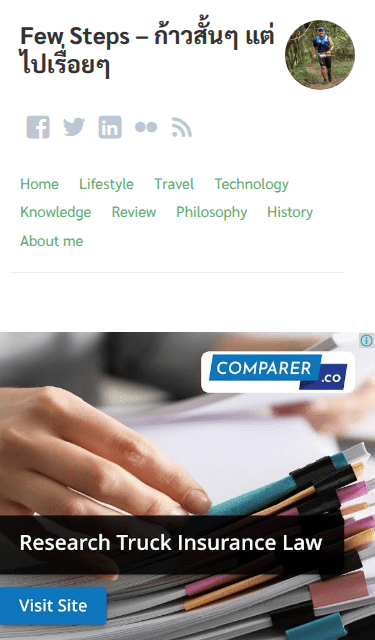 Few Steps – ก้าวสั้นๆ แต่
ไปเรื่อยๆ
Home Lifestyle Travel Technology
Knowledge Review Philosophy History
About me
COMPARER
.co
Research Truck Insurance Law
Visit Site